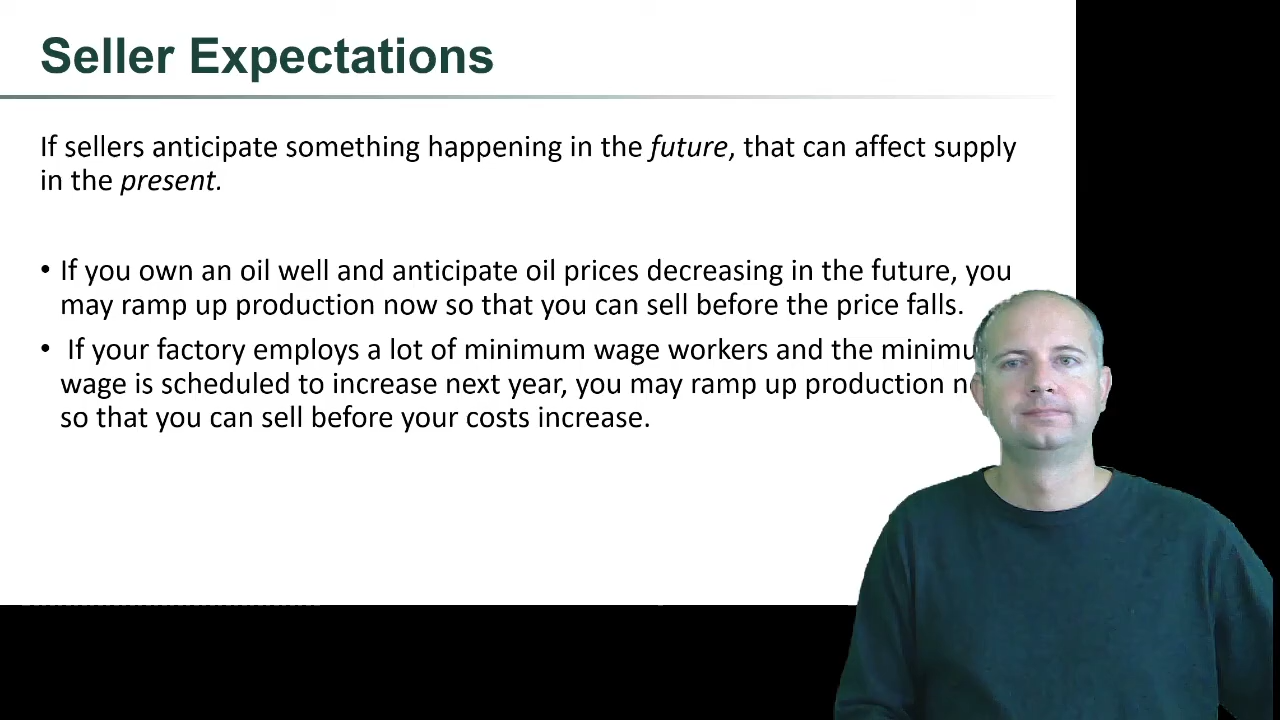 Seller Expectations
If sellers anticipate something happening in the future, that can affect supply
in the present.
• If you own an oil well and anticipate oil prices decreasing in the future, you
may ramp up production now so that you can sell before the price falls.
• If your factory employs a lot of minimum wage workers and the
wage is scheduled to increase next year, you may ramp up production
so that you can sell before your costs increase.